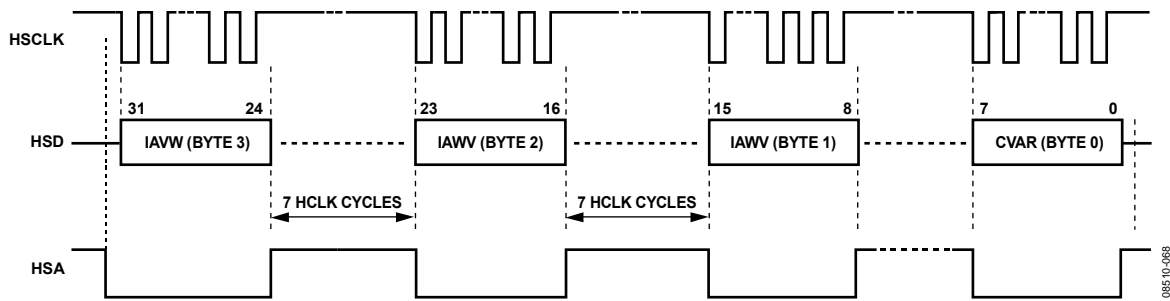 HSCLK
31 24 23 16 15 8 7 0
HSD IAVW (BYTE 3) IAWV (BYTE 2) IAWV (BYTE 1) CVAR (BYTE 0)
7 HCLK CYCLES 7 HCLK CYCLES
HSA
08510-068